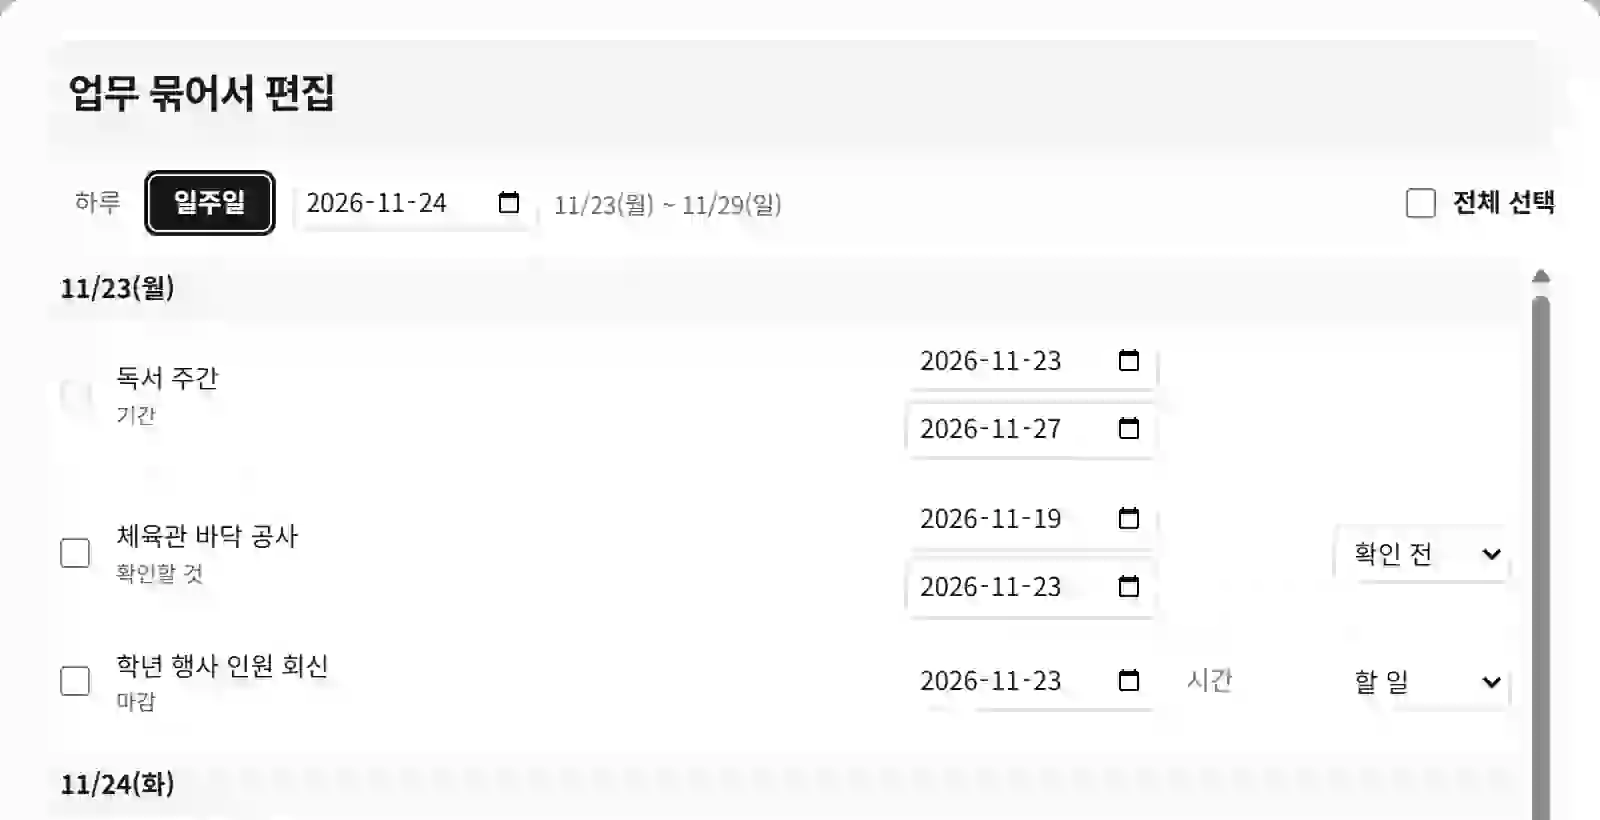 업무 묶어서 편집
하루 일주일 2026-11-24 11/23(월) ~ 11/29(일) 전체 선택
11/23(월)
독서 주간
기간
2026-11-23
2026-11-27
체육관 바닥 공사
확인할 것
2026-11-19
2026-11-23
확인 전
학년 행사 인원 회신
마감
2026-11-23 시간 할 일
11/24(화)